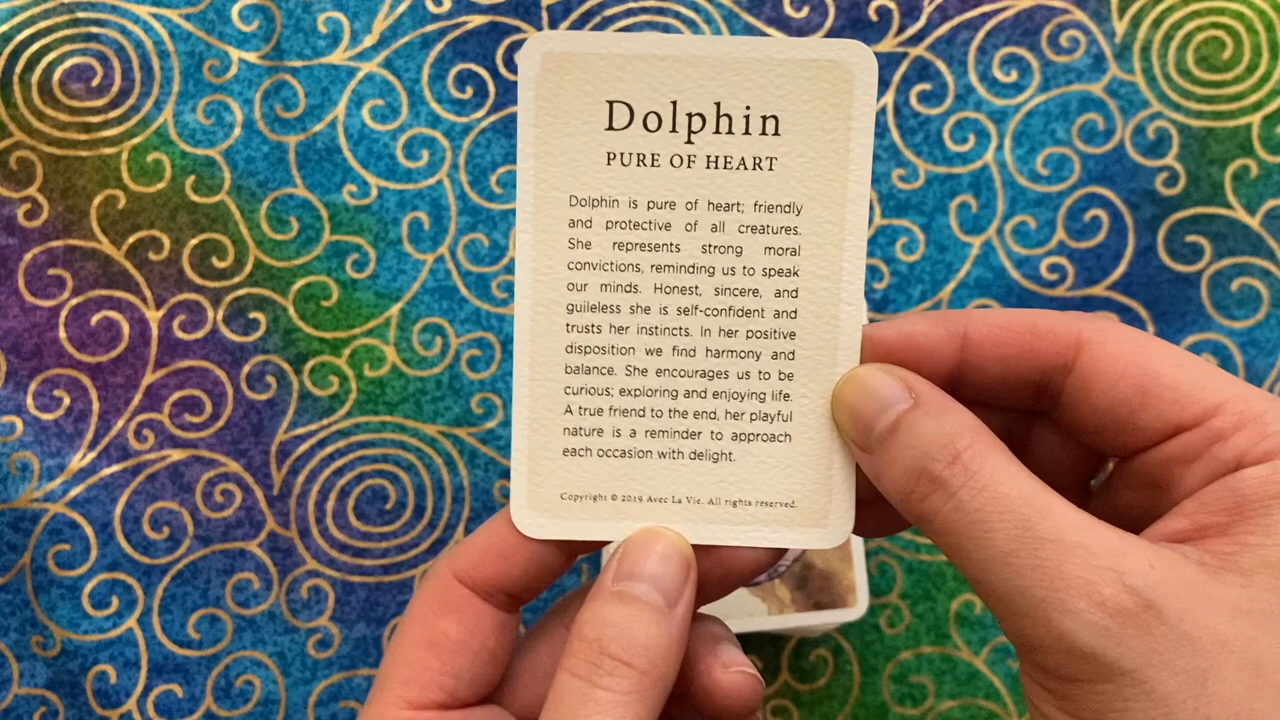 Dolphin
PURE OF HEART
Dolphin is pure of heart; friendly
and protective of all creatures.
She represents strong moral
convictions, reminding us to speak
our minds. Honest, sincere, and
guileless she is self-confident and
trusts her instincts. In her positive
disposition we find harmony and
balance. She encourages us to be
curious; exploring and enjoying life.
A true friend to the end, her playful
nature is a reminder to approach
each occasion with delight.
Copyright © 2019 Avec La Vie. All rights reserved.